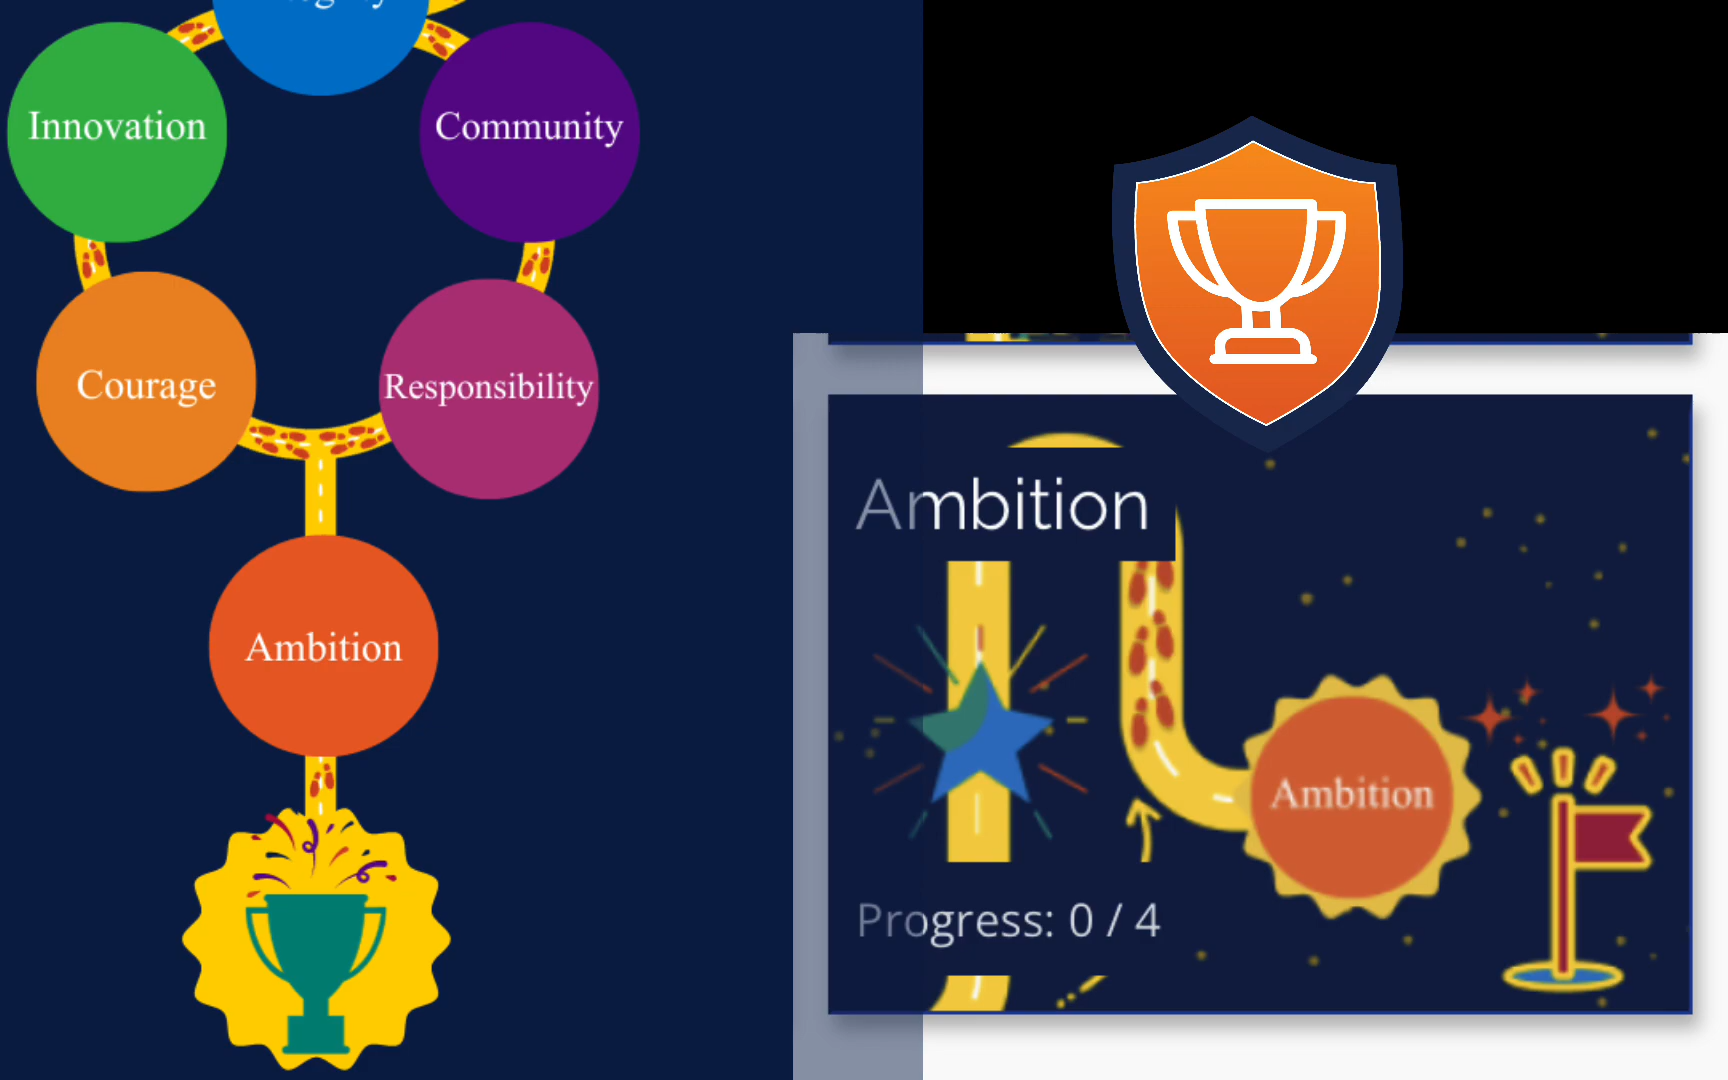 Innovation
Community
Courage
Responsibility
Ambition
Ambition
Ambition
Progress: 0 / 4